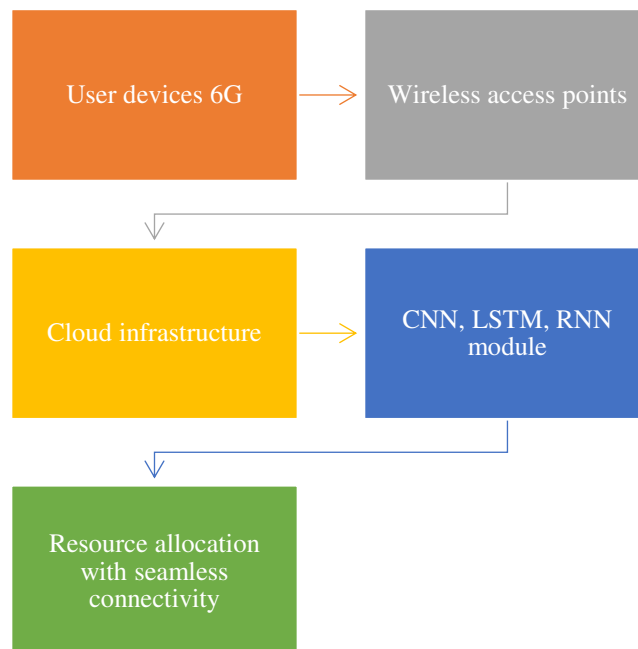 User devices 6G
Wireless access points
Cloud infrastructure
CNN, LSTM, RNN
module
Resource allocation
with seamless
connectivity